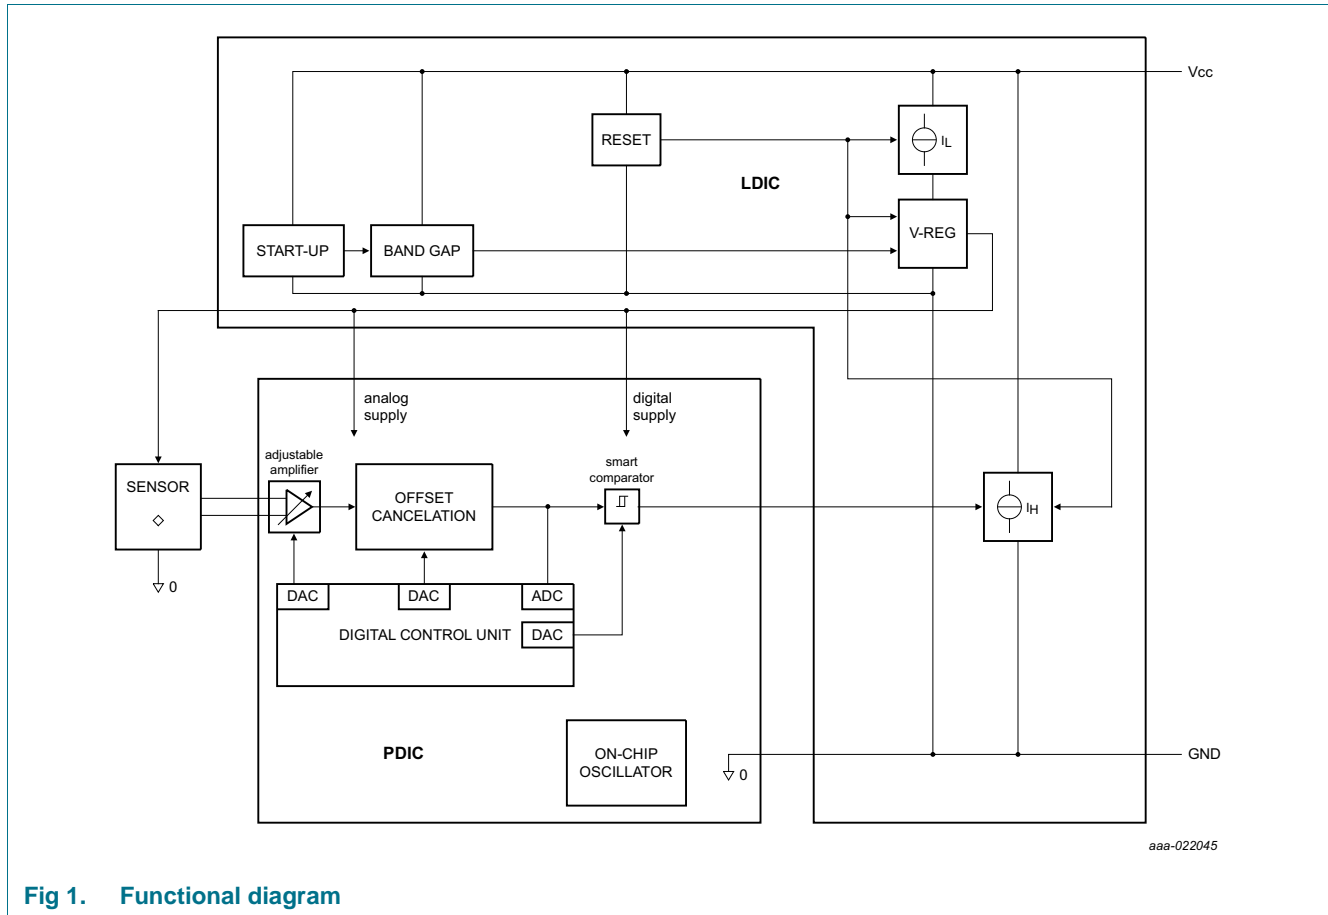 Vcc
RESET
IL
LDIC
V-REG
START-UP
BAND GAP
analog
supply
digital
supply
adjustable
amplifier
smart
comparator
SENSOR
OFFSET
CANCELATION
IH
0
DAC
DAC
ADC
DIGITAL CONTROL UNIT
DAC
PDIC
ON-CHIP
OSCILLATOR
0
GND
aaa-022045
Fig 1. Functional diagram